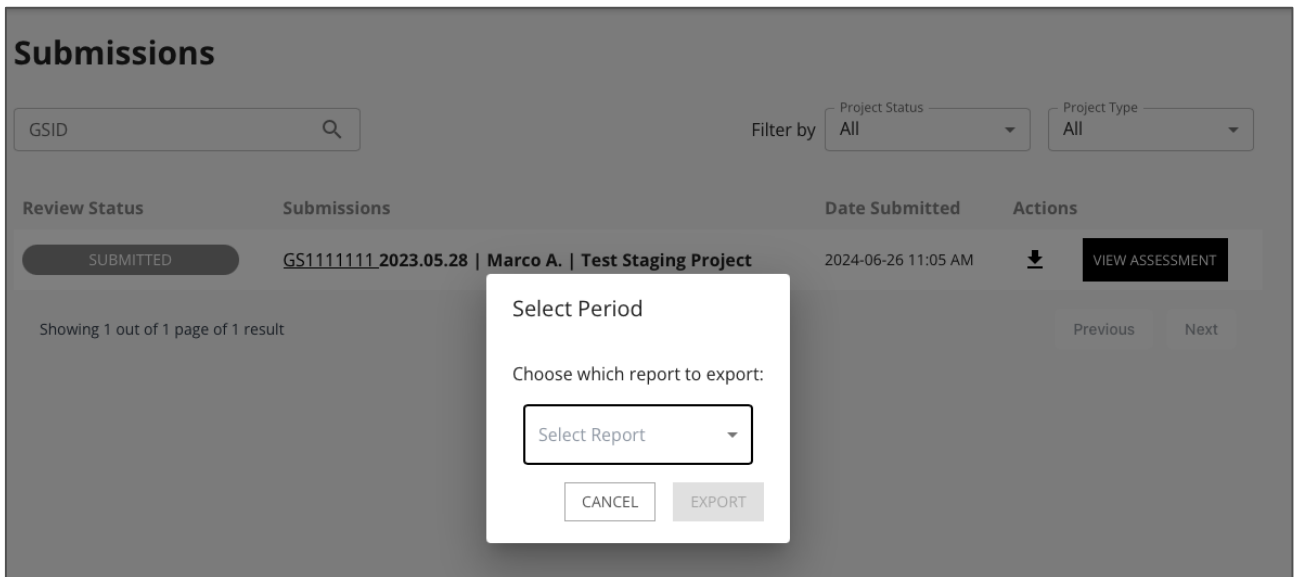 Submissions
GSID
Filter by
Project Status
All
Project Type
All
Review Status Submissions Date Submitted Actions
SUBMITTED GS1111111 2023.05.28 | Marco A. | Test Staging Project 2024-06-26 11:05 AM VIEW ASSESSMENT
Showing 1 out of 1 page of 1 result Previous Next
Select Period
Choose which report to export:
Select Report
CANCEL EXPORT